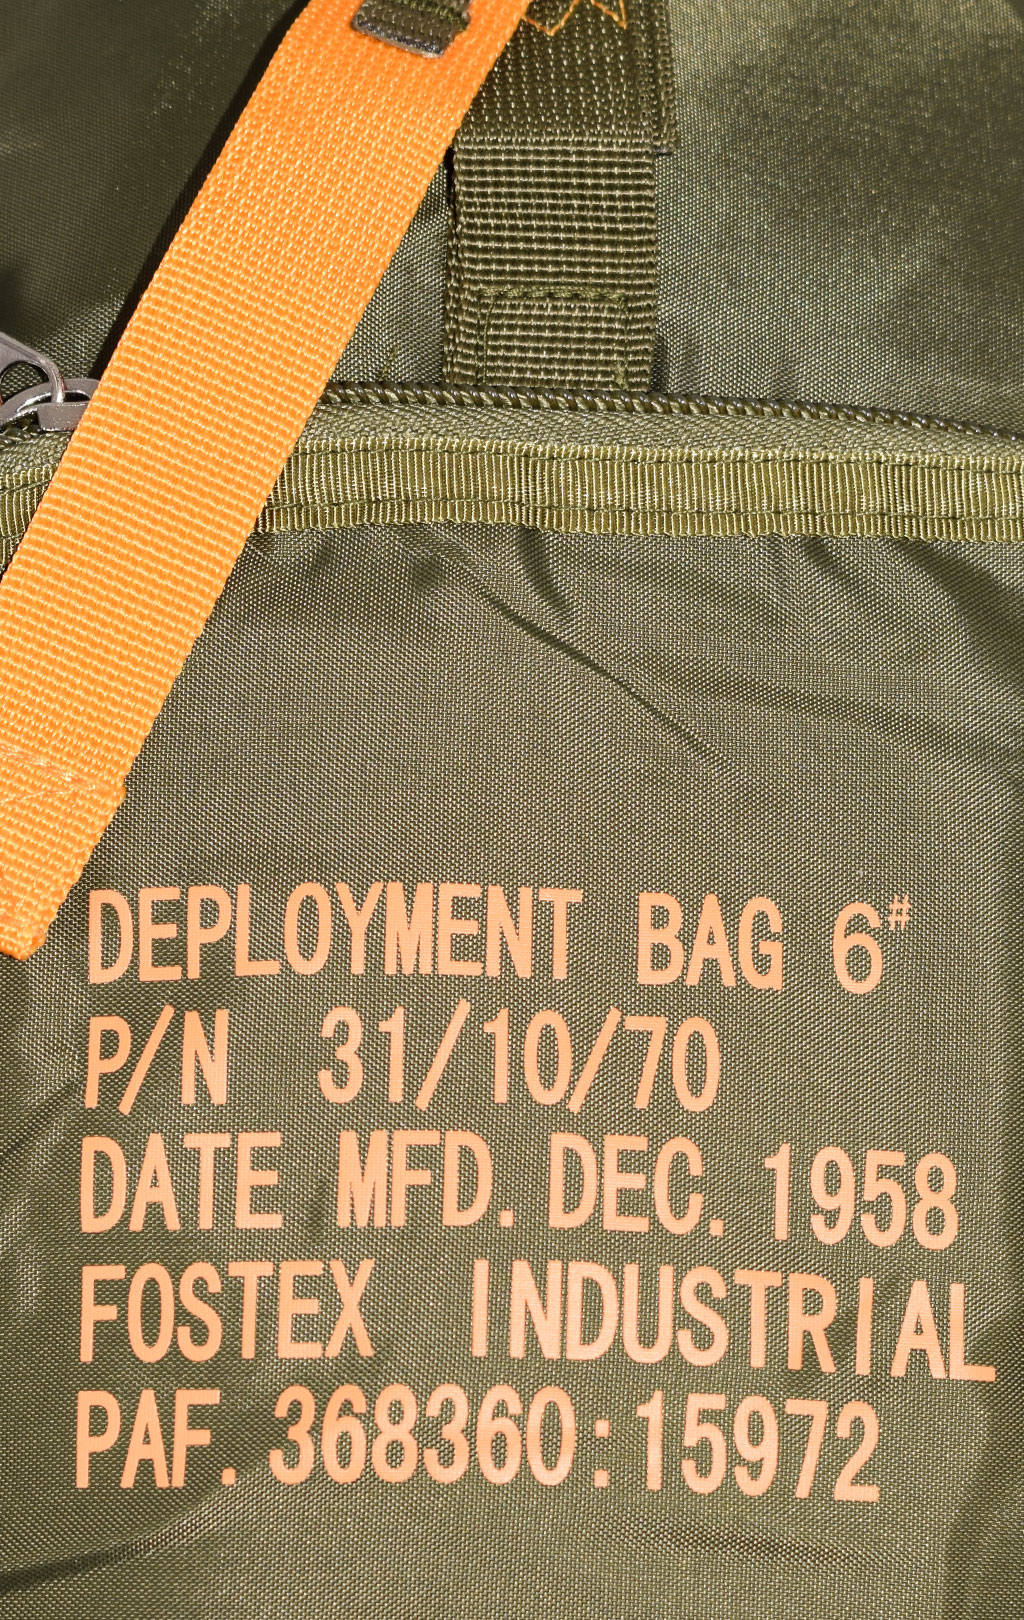 DEPLOYMENT BAG 6#
P/N 31/10/70
DATE MFD. DEC. 1958
FOSTEX INDUSTRIAL
PAF. 368360:15972